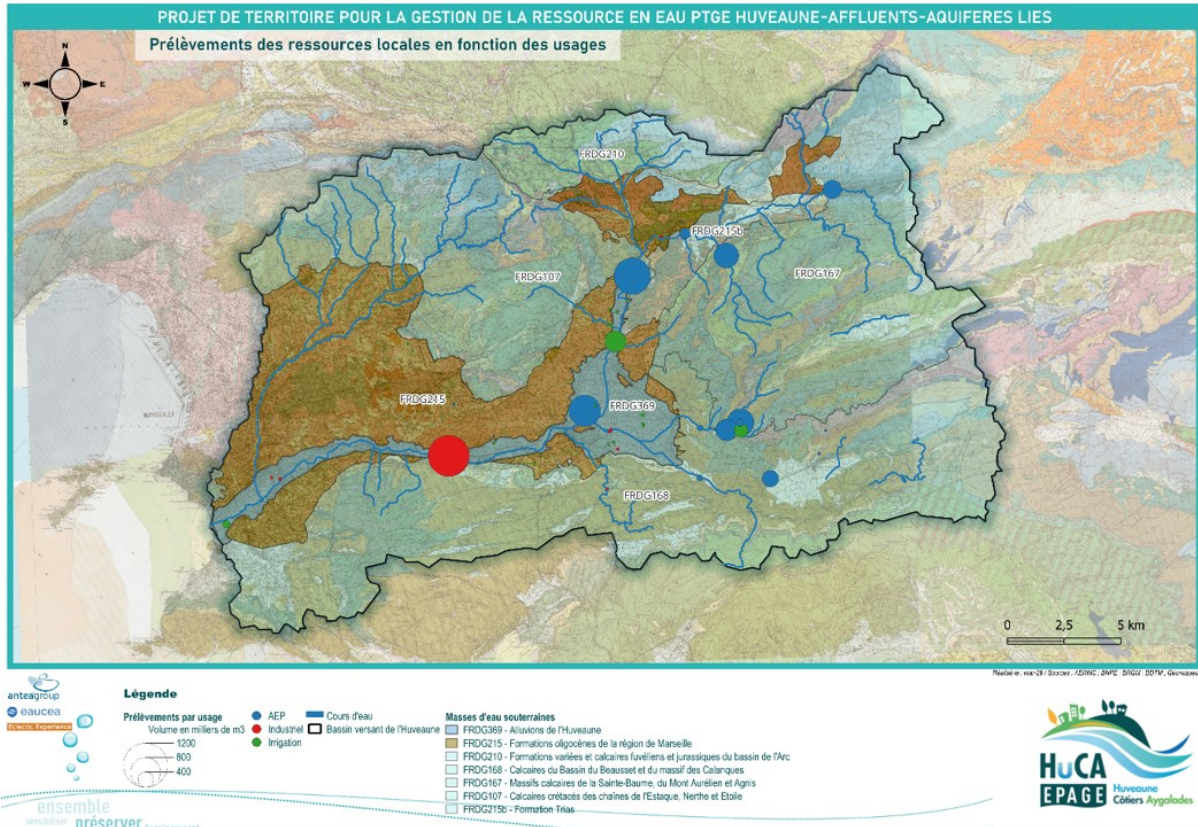 PROJET DE TERRITOIRE POUR LA GESTION DE LA RESSOURCE EN EAU PTGE HUVEAUNE-AFFLUENTS-AQUIFERES LIES
Prélèvements des ressources locales en fonction des usages
N
W E
S
FRDG210
FRDG215b
FRDG107
FRDG167
FRDG215
FRDG369
FRDG168
MARSEILLE
0 2,5 5 km
anteagroup
eaucea
Eclectic Experience
Légende
Prélèvements par usage
Volume en milliers de m3
1200
800
400
AEP
Industriel
Irrigation
Cours d'eau
Bassin versant de l'Huveaune
Masses d'eau souterraines
FRDG369 - Alluvions de l'Huveaune
FRDG215 - Formations oligocènes de la région de Marseille
FRDG210 - Formations variées et calcaires fuvéliens et jurassiques du bassin de l'Arc
FRDG168 - Calcaires du Bassin du Beausset et du massif des Calanques
FRDG167 - Massifs calcaires de la Sainte-Baume, du Mont Aurélien et Agnis
FRDG107 - Calcaires crétacés des chaînes de l'Estaque, Nerthe et Etoile
FRDG215b - Formation Trias
HuCA
EPAGE
Huveaune
Côtiers Aygalades
ensemble
sensibiliser préserver